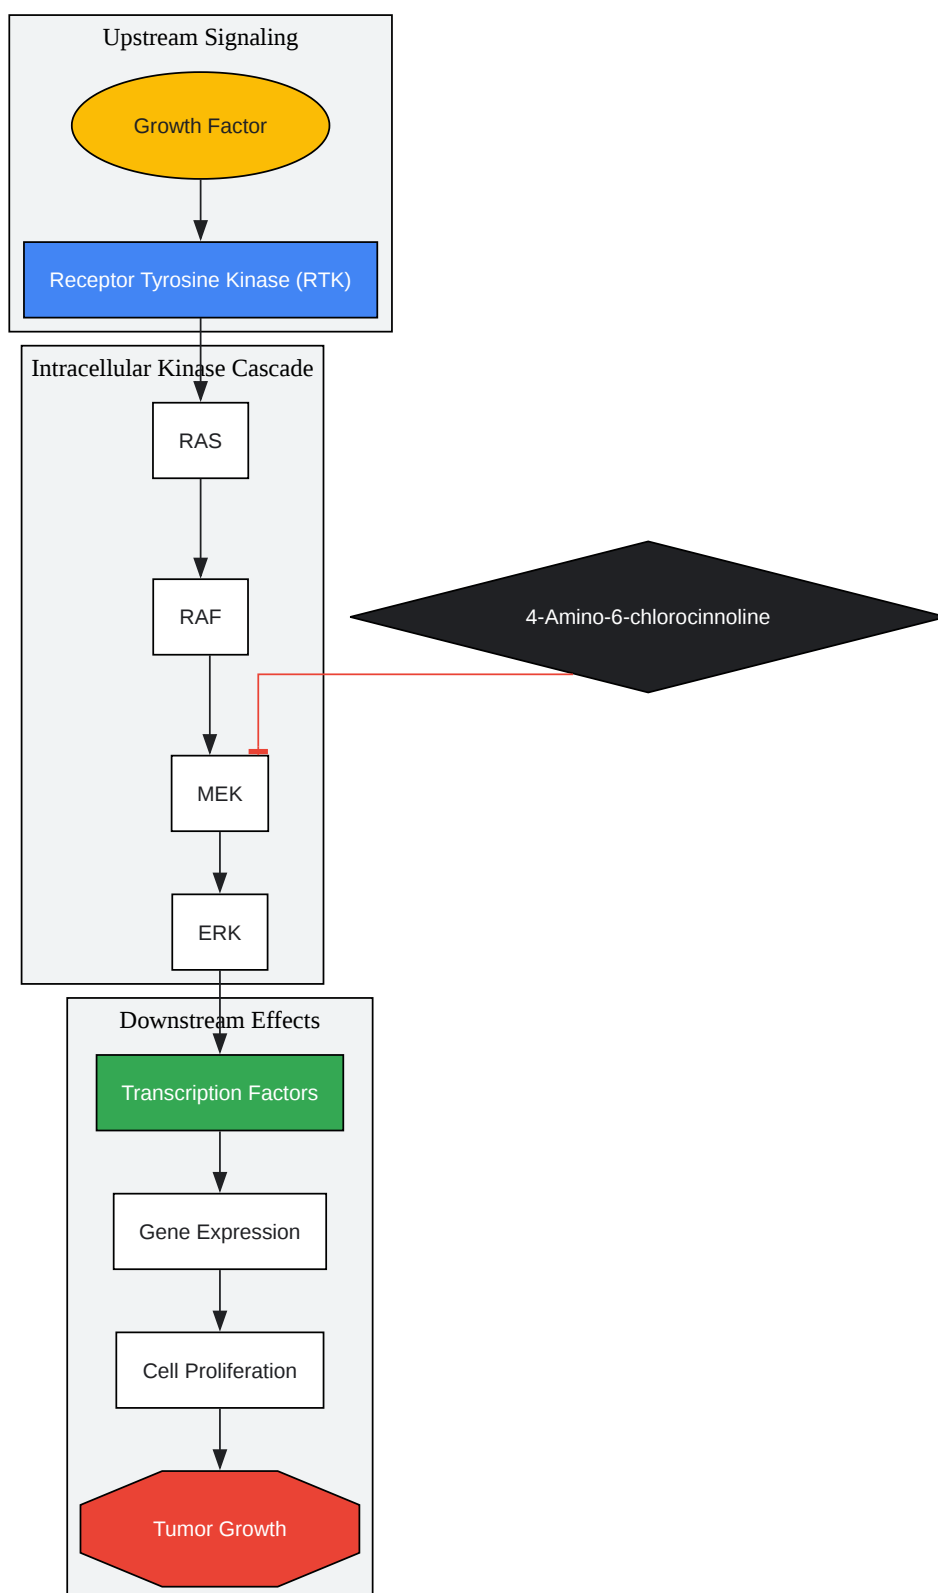 Upstream Signaling
Growth Factor
Receptor Tyrosine Kinase (RTK)
Intracellular Kinase Cascade
RAS
RAF
4-Amino-6-chlorocinnoline
MEK
ERK
Downstream Effects
Transcription Factors
Gene Expression
Cell Proliferation
Tumor Growth